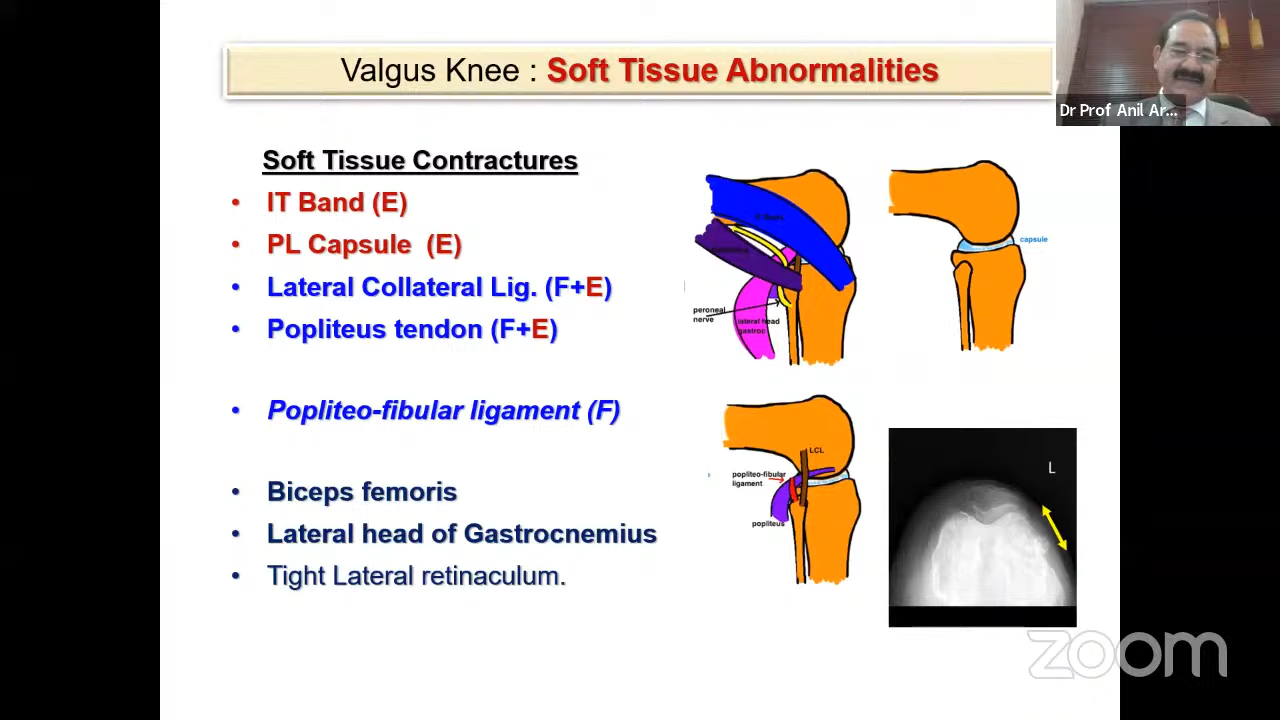 Valgus Knee : Soft Tissue Abnormalities
Dr Prof Anil Ar...
Soft Tissue Contractures
• IT Band (E)
• PL Capsule (E)
• Lateral Collateral Lig. (F+E)
• Popliteus tendon (F+E)
• Popliteo-fibular ligament (F)
• Biceps femoris
• Lateral head of Gastrocnemius
• Tight Lateral retinaculum.
peroneal
nerve
lateral head
gastroc
capsule
LCL
popliteo-fibular
ligament
popliteus
L
zoom